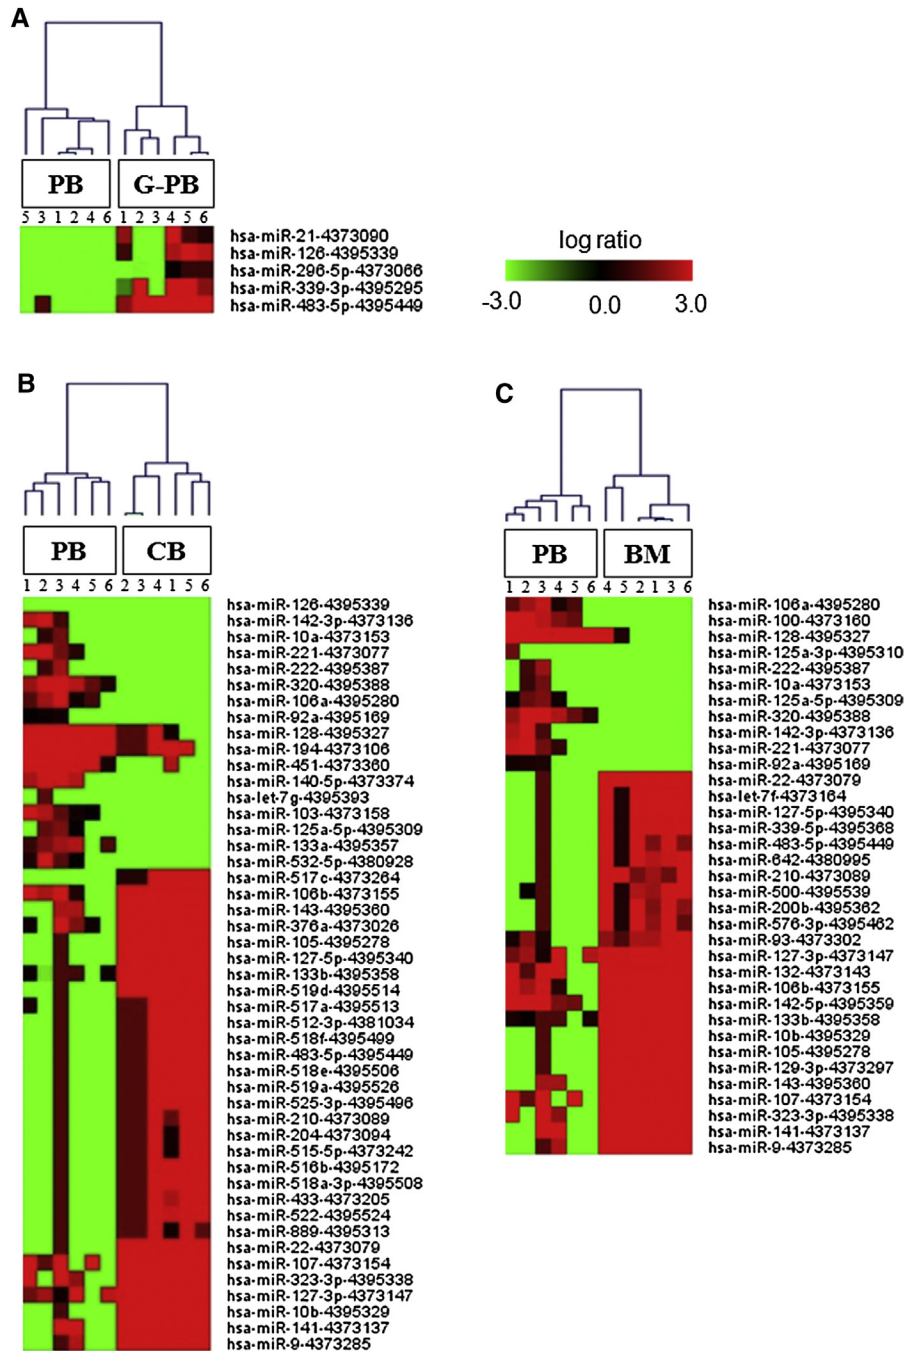 A
PB G-PB
5 3 1 2 4 6 1 2 3 4 5 6
hsa-miR-21-4373090
hsa-miR-126-4395339
hsa-miR-296-5p-4373066
hsa-miR-339-3p-4395295
hsa-miR-483-5p-4395449
log ratio
-3.0 0.0 3.0
B
PB CB
1 2 3 4 5 6 2 3 4 1 5 6
hsa-miR-126-4395339
hsa-miR-142-3p-4373136
hsa-miR-10a-4373153
hsa-miR-221-4373077
hsa-miR-222-4395387
hsa-miR-320-4395388
hsa-miR-106a-4395280
hsa-miR-92a-4395169
hsa-miR-128-4395327
hsa-miR-194-4373106
hsa-miR-451-4373360
hsa-miR-140-5p-4373374
hsa-let-7g-4395393
hsa-miR-103-4373158
hsa-miR-125a-5p-4395309
hsa-miR-133a-4395357
hsa-miR-532-5p-4380928
hsa-miR-517c-4373264
hsa-miR-106b-4373155
hsa-miR-143-4395360
hsa-miR-376a-4373026
hsa-miR-105-4395278
hsa-miR-127-5p-4395340
hsa-miR-133b-4395358
hsa-miR-519d-4395514
hsa-miR-517a-4395513
hsa-miR-512-3p-4381034
hsa-miR-518f-4395499
hsa-miR-483-5p-4395449
hsa-miR-518e-4395506
hsa-miR-519a-4395526
hsa-miR-525-3p-4395496
hsa-miR-210-4373089
hsa-miR-204-4373094
hsa-miR-515-5p-4373242
hsa-miR-516b-4395172
hsa-miR-518a-3p-4395508
hsa-miR-433-4373205
hsa-miR-522-4395524
hsa-miR-889-4395313
hsa-miR-22-4373079
hsa-miR-107-4373154
hsa-miR-323-3p-4395338
hsa-miR-127-3p-4373147
hsa-miR-10b-4395329
hsa-miR-141-4373137
hsa-miR-9-4373285
C
PB BM
1 2 3 4 5 6 4 5 2 1 3 6
hsa-miR-106a-4395280
hsa-miR-100-4373160
hsa-miR-128-4395327
hsa-miR-125a-3p-4395310
hsa-miR-222-4395387
hsa-miR-10a-4373153
hsa-miR-125a-5p-4395309
hsa-miR-320-4395388
hsa-miR-142-3p-4373136
hsa-miR-221-4373077
hsa-miR-92a-4395169
hsa-miR-22-4373079
hsa-let-7f-4373164
hsa-miR-127-5p-4395340
hsa-miR-339-5p-4395368
hsa-miR-483-5p-4395449
hsa-miR-642-4380995
hsa-miR-210-4373089
hsa-miR-500-4395539
hsa-miR-200b-4395362
hsa-miR-576-3p-4395462
hsa-miR-93-4373302
hsa-miR-127-3p-4373147
hsa-miR-132-4373143
hsa-miR-106b-4373155
hsa-miR-142-5p-4395359
hsa-miR-133b-4395358
hsa-miR-10b-4395329
hsa-miR-105-4395278
hsa-miR-129-3p-4373297
hsa-miR-143-4395360
hsa-miR-107-4373154
hsa-miR-323-3p-4395338
hsa-miR-141-4373137
hsa-miR-9-4373285